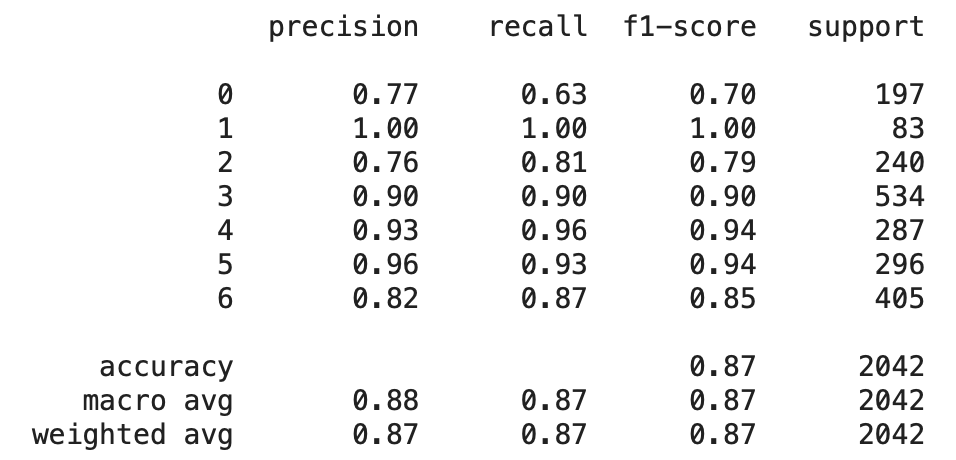 precision recall f1-score support
0 0.77 0.63 0.70 197
1 1.00 1.00 1.00 83
2 0.76 0.81 0.79 240
3 0.90 0.90 0.90 534
4 0.93 0.96 0.94 287
5 0.96 0.93 0.94 296
6 0.82 0.87 0.85 405
accuracy 0.87 2042
macro avg 0.88 0.87 0.87 2042
weighted avg 0.87 0.87 0.87 2042